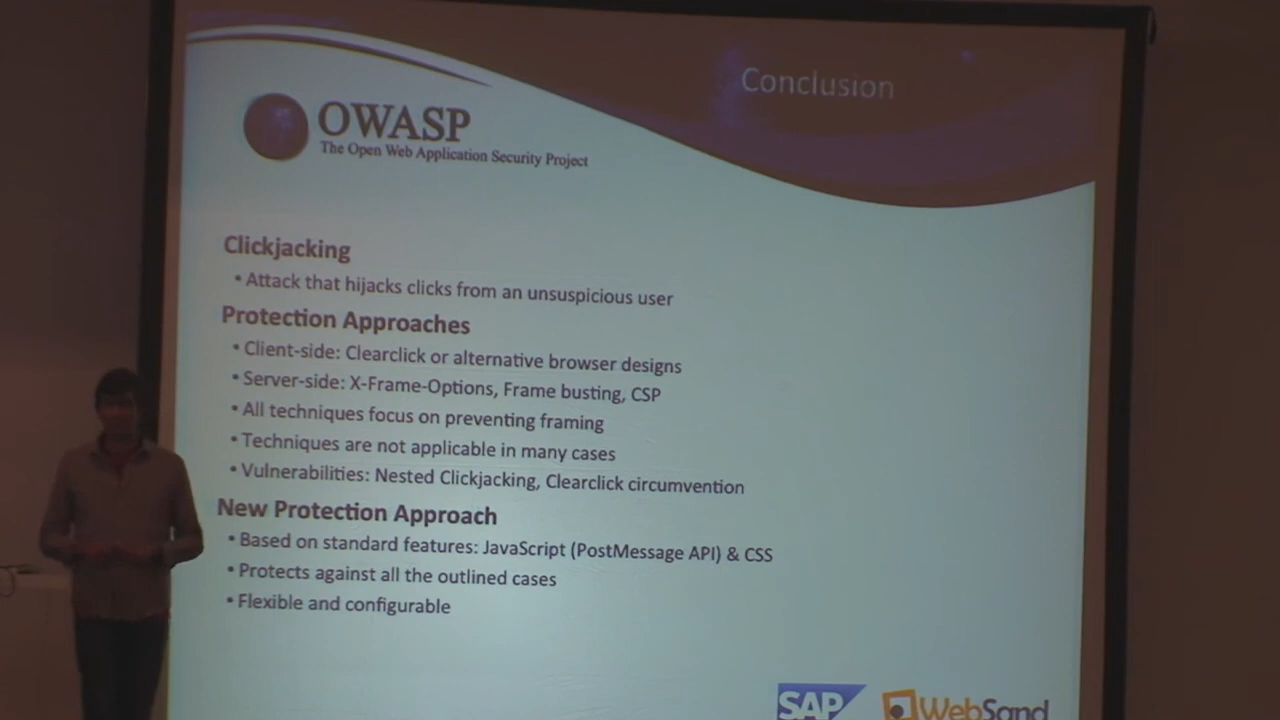 Conclusion
OWASP
The Open Web Application Security Project
Clickjacking
• Attack that hijacks clicks from an unsuspicious user
Protection Approaches
• Client-side: Clearclick or alternative browser designs
• Server-side: X-Frame-Options, Frame busting, CSP
• All techniques focus on preventing framing
• Techniques are not applicable in many cases
• Vulnerabilities: Nested Clickjacking, Clearclick circumvention
New Protection Approach
• Based on standard features: JavaScript (PostMessage API) & CSS
• Protects against all the outlined cases
• Flexible and configurable
SAP
WebSand